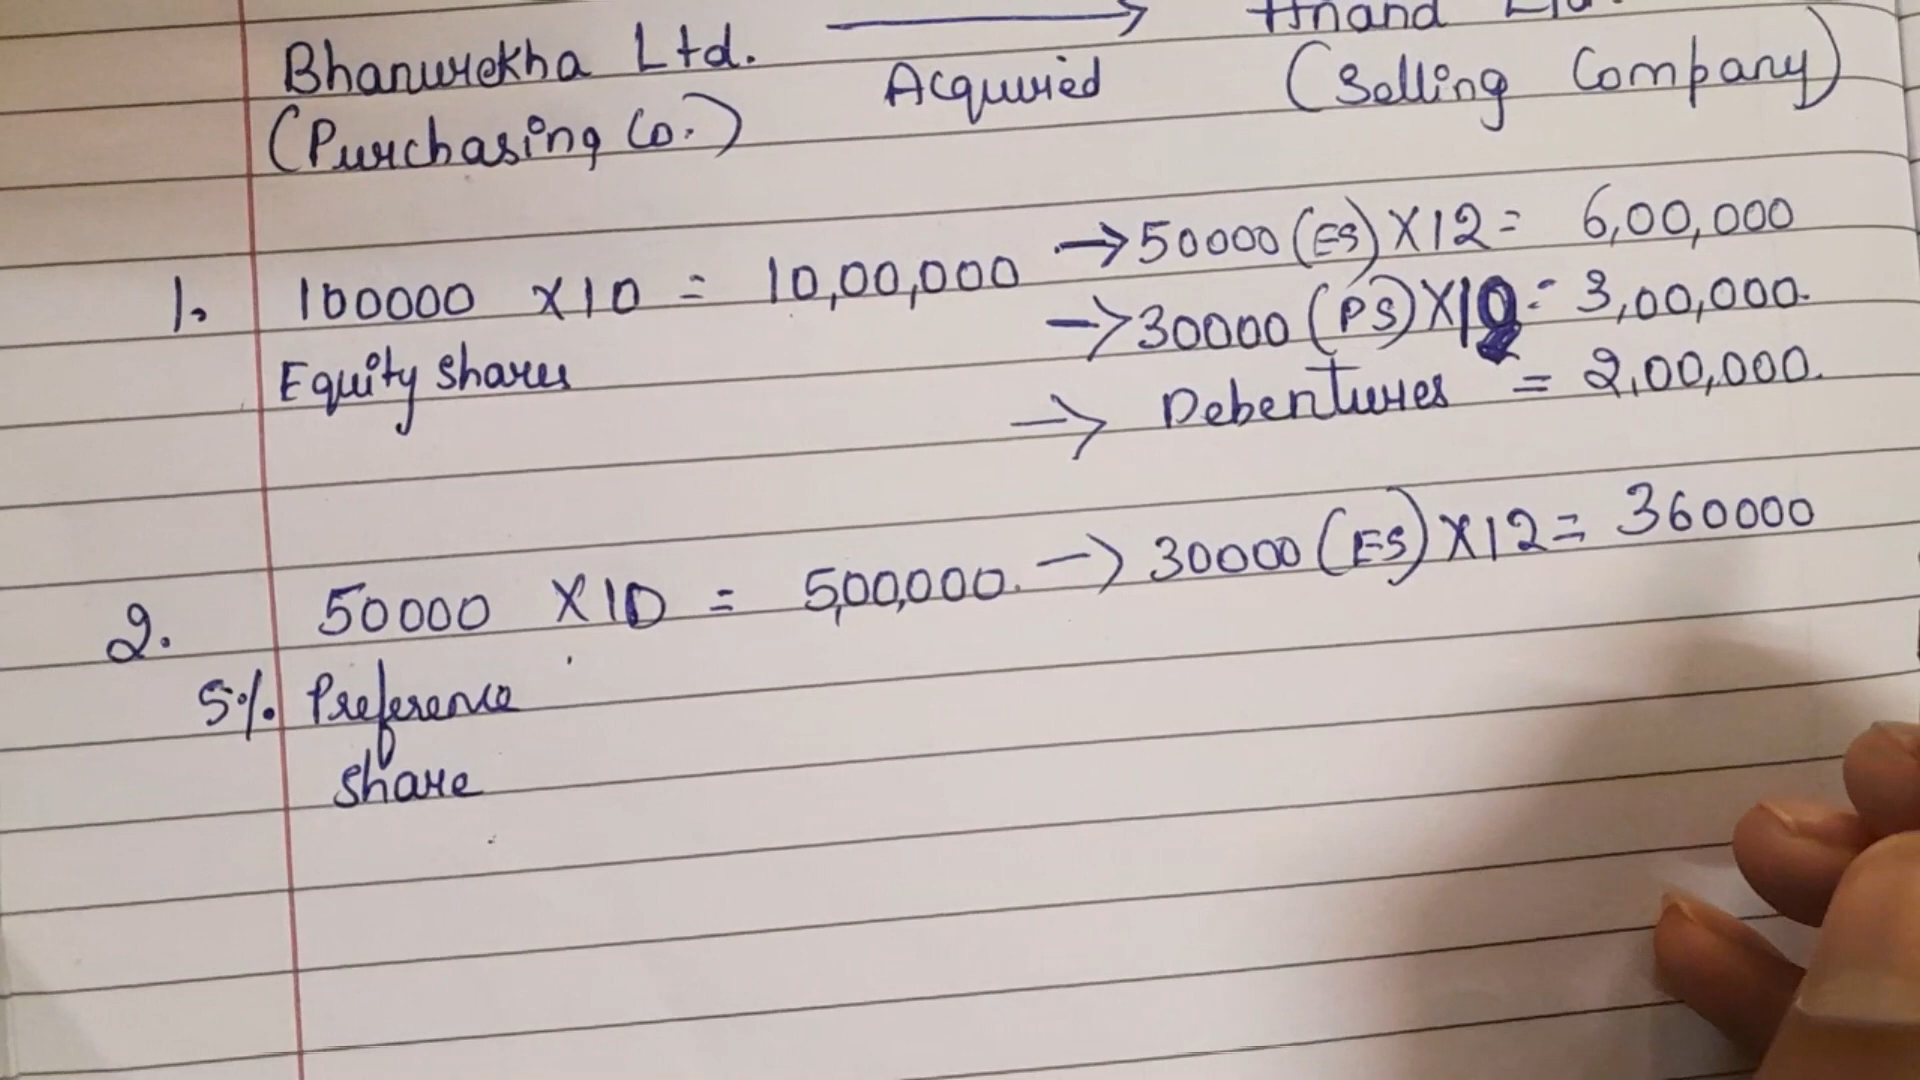 Bhanurekha Ltd. → Anand Ltd.
(Purchasing Co.) Acquried (Selling Company)
1. 100000 X10 = 10,00,000 → 50000 (ES) X12 = 6,00,000
→ 30000 (PS) X10 = 3,00,000.
Equity shares → Debentures = 2,00,000.
2. 50000 X10 = 5,00,000. → 30000 (ES) X12 = 360000
5% Preference
share